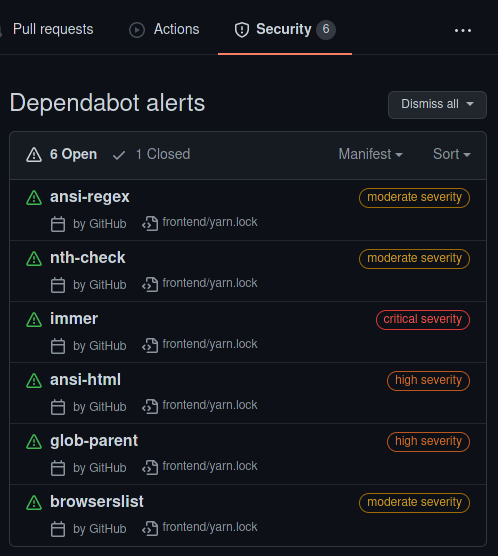 Pull requests Actions Security 6
Dependabot alerts Dismiss all
6 Open 1 Closed Manifest Sort
ansi-regex moderate severity
by GitHub frontend/yarn.lock
nth-check moderate severity
by GitHub frontend/yarn.lock
immer critical severity
by GitHub frontend/yarn.lock
ansi-html high severity
by GitHub frontend/yarn.lock
glob-parent high severity
by GitHub frontend/yarn.lock
browserslist moderate severity
by GitHub frontend/yarn.lock